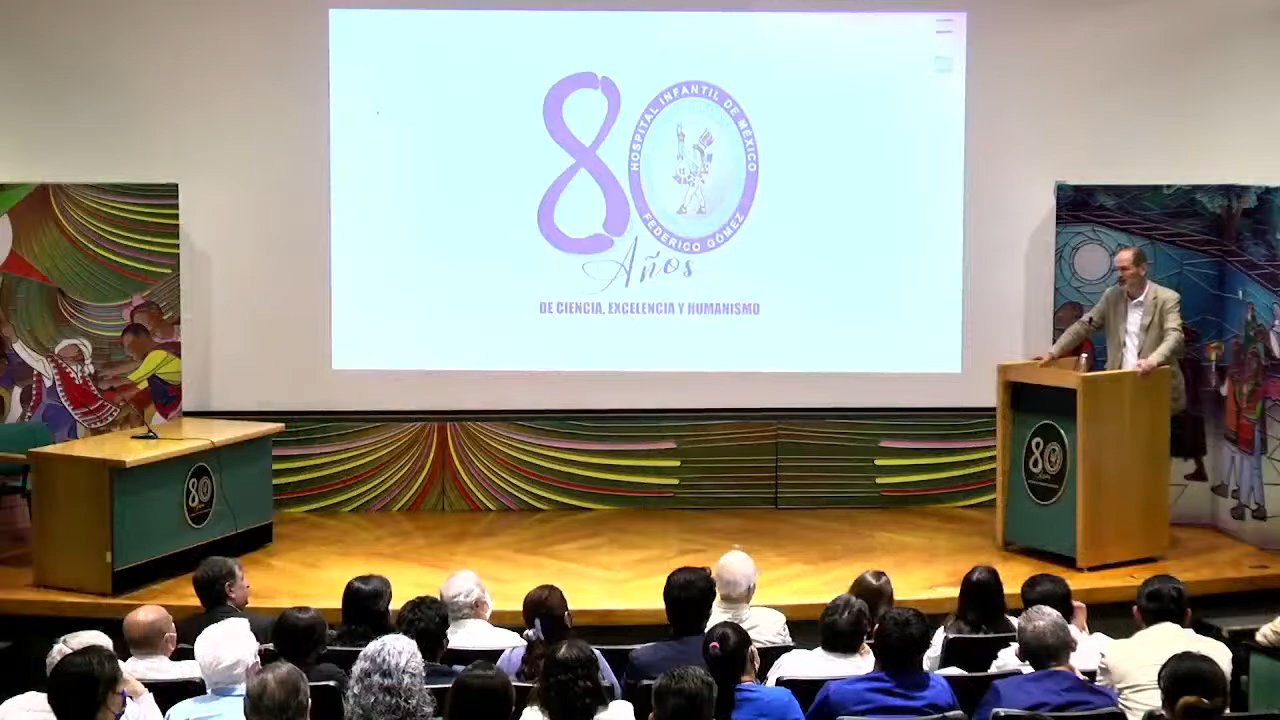 80
HOSPITAL INFANTIL DE MÉXICO
FEDERICO GÓMEZ
Años
DE CIENCIA, EXCELENCIA Y HUMANISMO
80
80